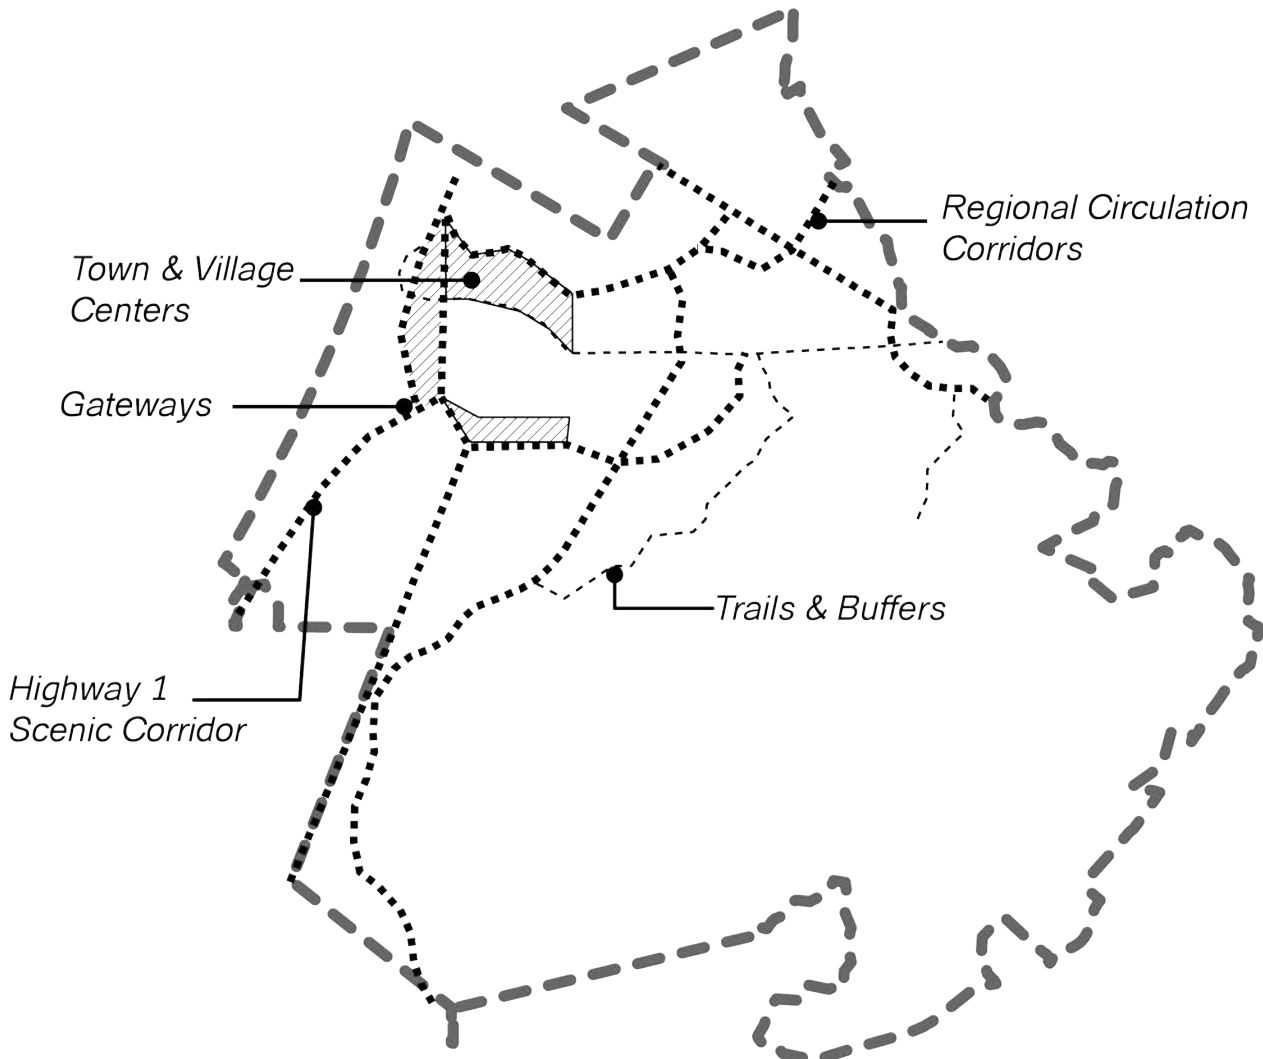 Regional Circulation
Corridors
Town & Village
Centers
Gateways
Trails & Buffers
Highway 1
Scenic Corridor